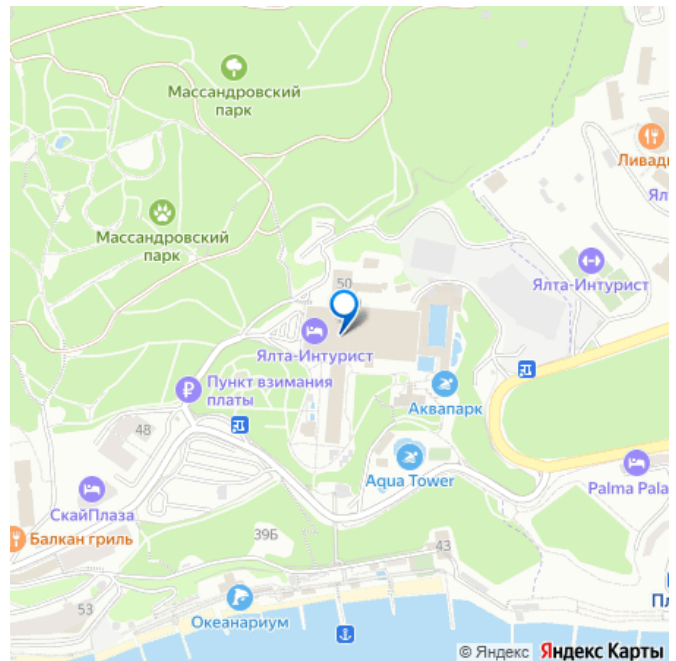 Массандровский
парк
Ливад
Массандровский
парк
Ял
Ялта-Интурист
50
Ялта-Интурист
Пункт взимания
платы
Аквапарк
48
Aqua Tower
Palma Pala
СкайПлаза
Балкан гриль
39Б
43
53
Океанариум
Пл
© Яндекс Яндекс Карты